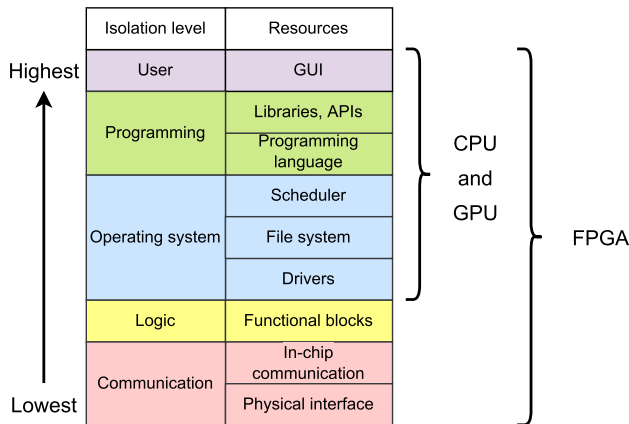 Isolation level Resources
Highest User GUI
Programming Libraries, APIs
Programming
language
Operating system Scheduler
File system
Drivers
Logic Functional blocks
Communication In-chip
communication
Lowest Physical interface
CPU
and
GPU
FPGA